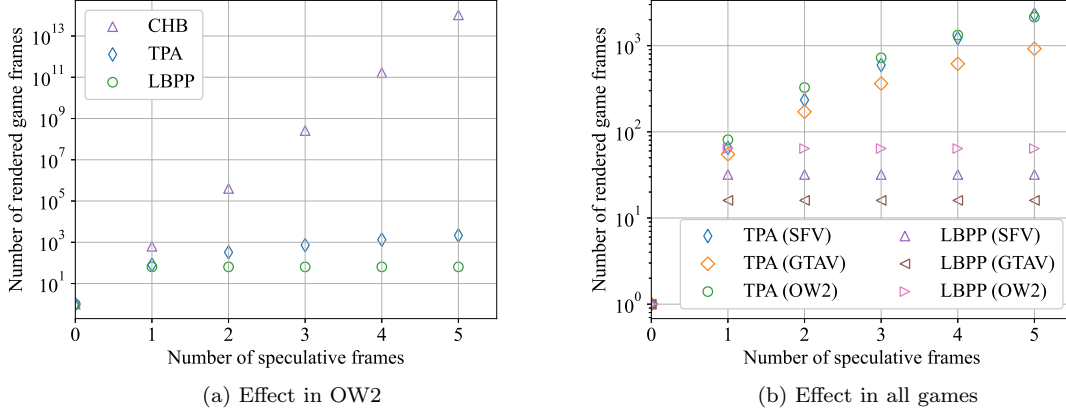 Number of rendered game frames
10^13
10^11
10^9
10^7
10^5
10^3
10^1
CHB
TPA
LBPP
0 1 2 3 4 5
Number of speculative frames
(a) Effect in OW2
Number of rendered game frames
10^3
10^2
10^1
10^0
TPA (SFV) LBPP (SFV)
TPA (GTAV) LBPP (GTAV)
TPA (OW2) LBPP (OW2)
0 1 2 3 4 5
Number of speculative frames
(b) Effect in all games